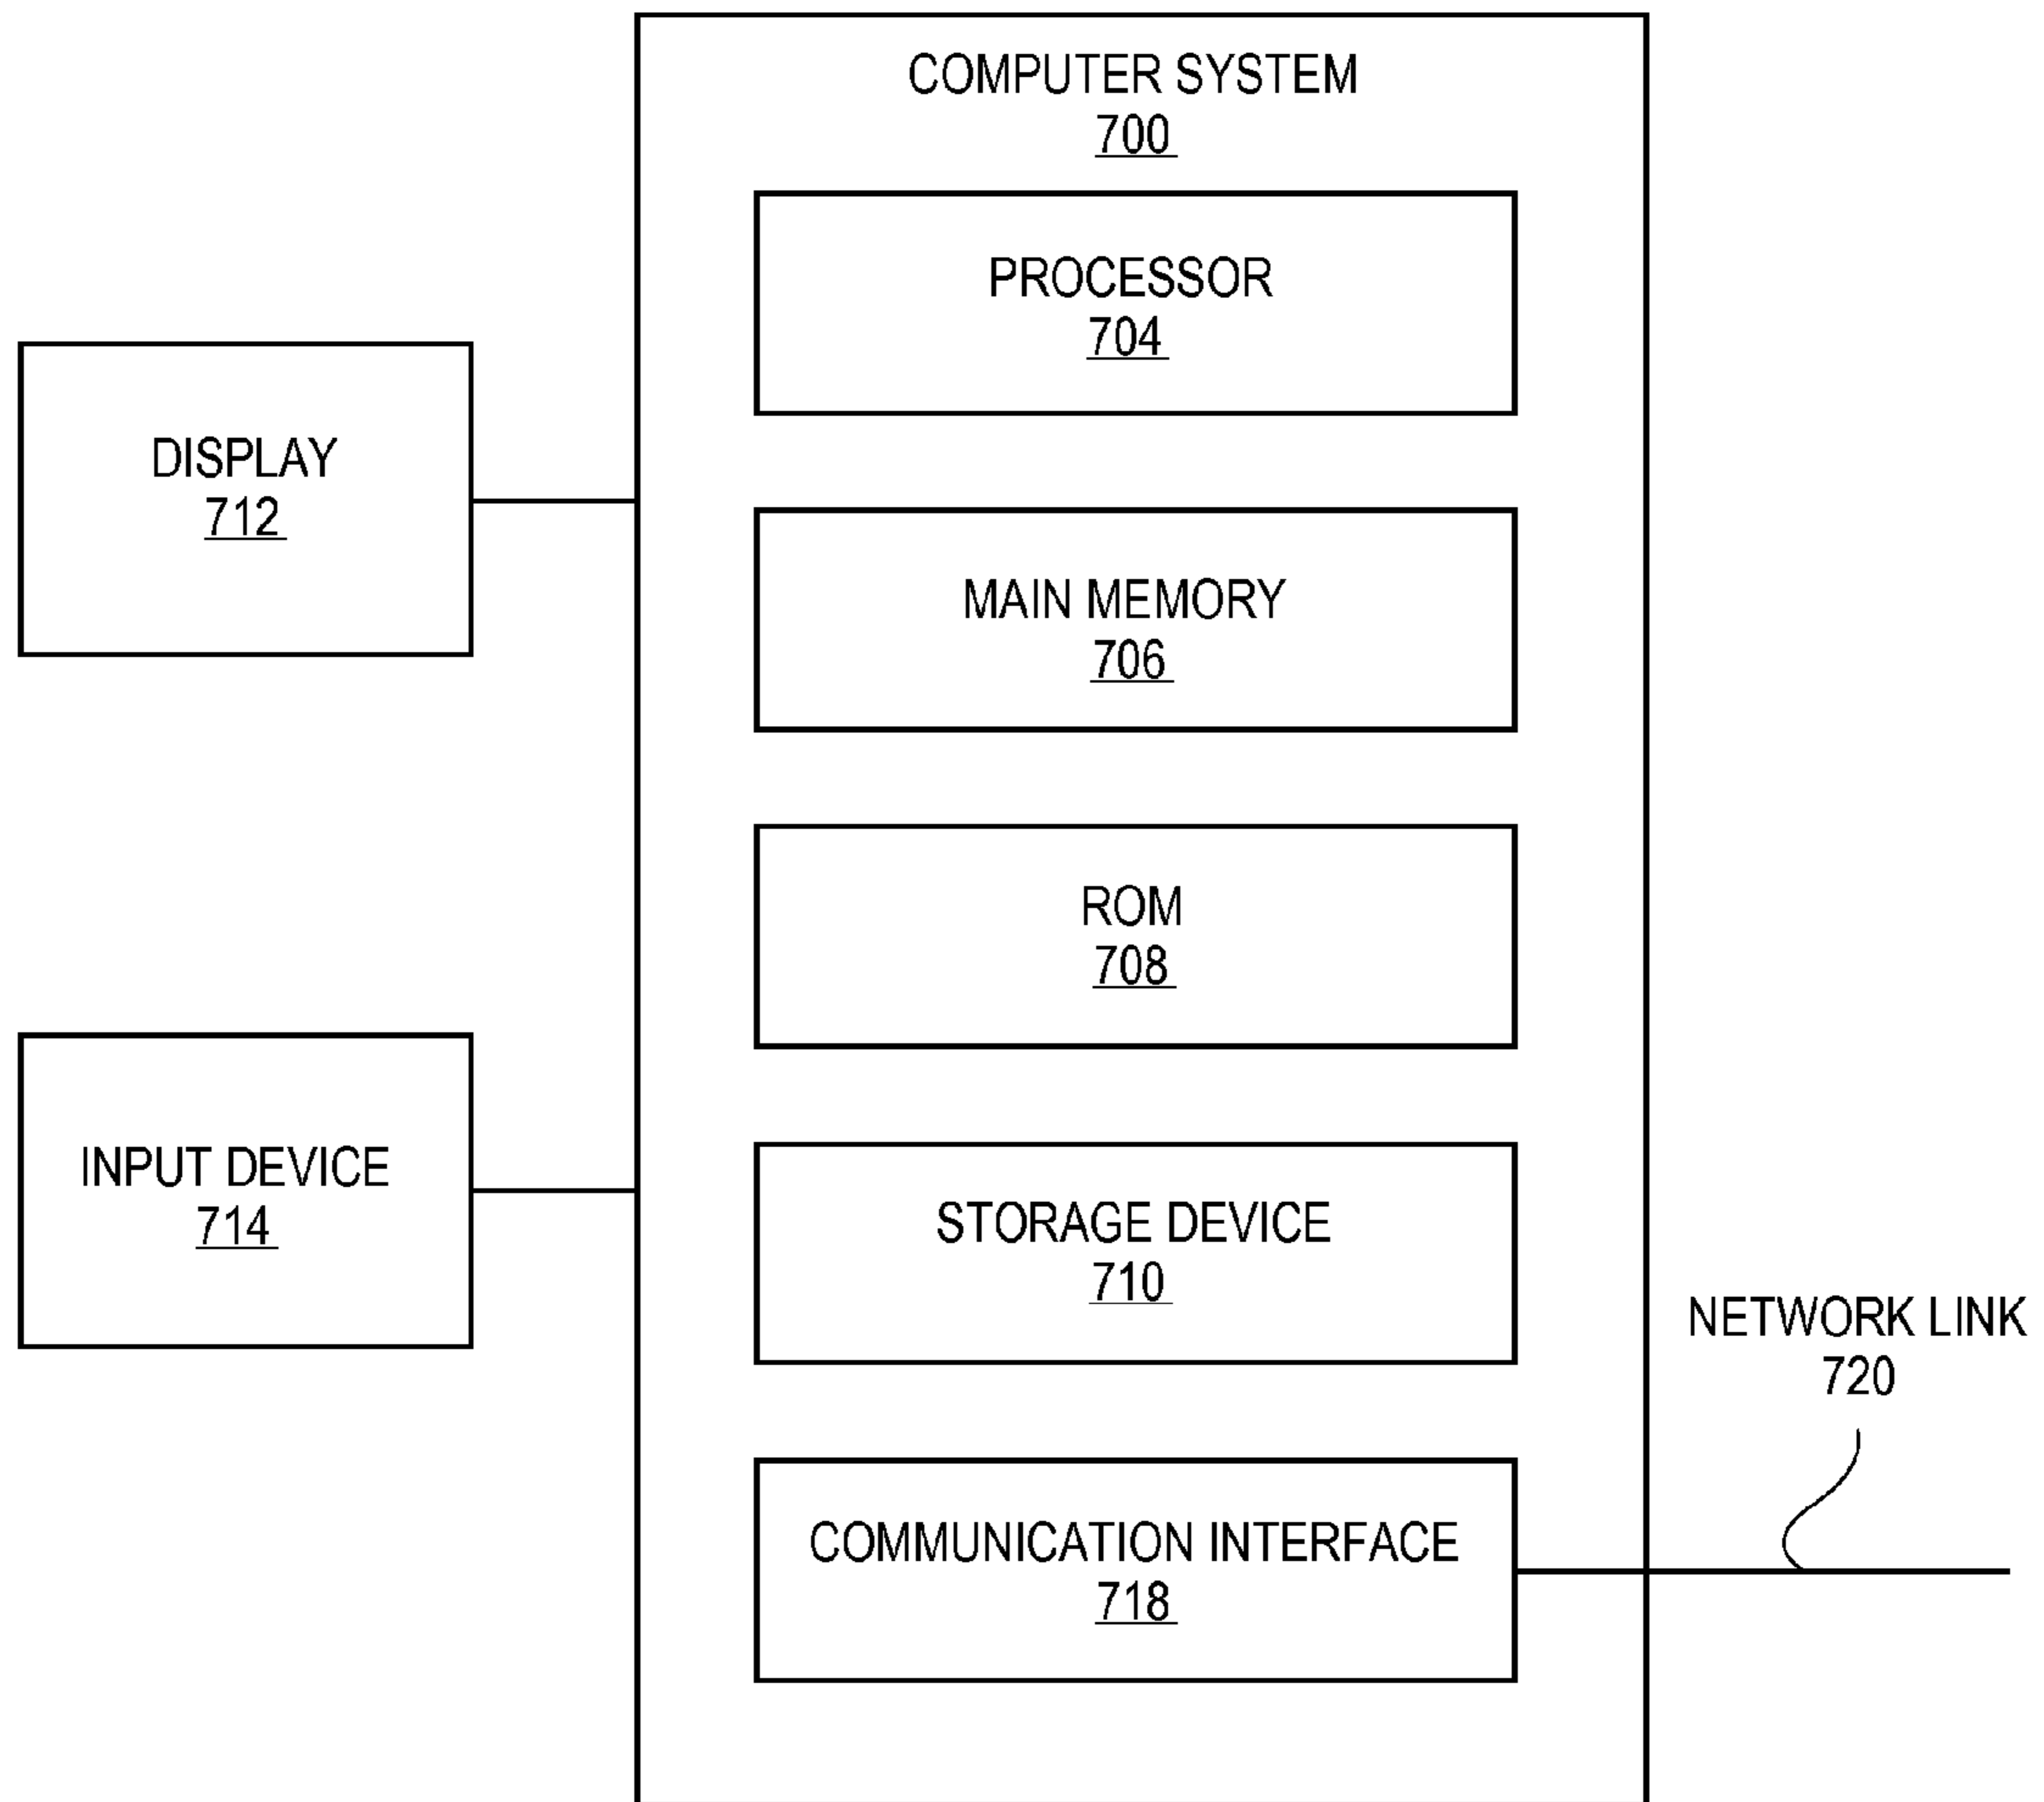 COMPUTER SYSTEM
700
PROCESSOR
704
DISPLAY
712
MAIN MEMORY
706
ROM
708
INPUT DEVICE
714
STORAGE DEVICE
710
NETWORK LINK
720
COMMUNICATION INTERFACE
718